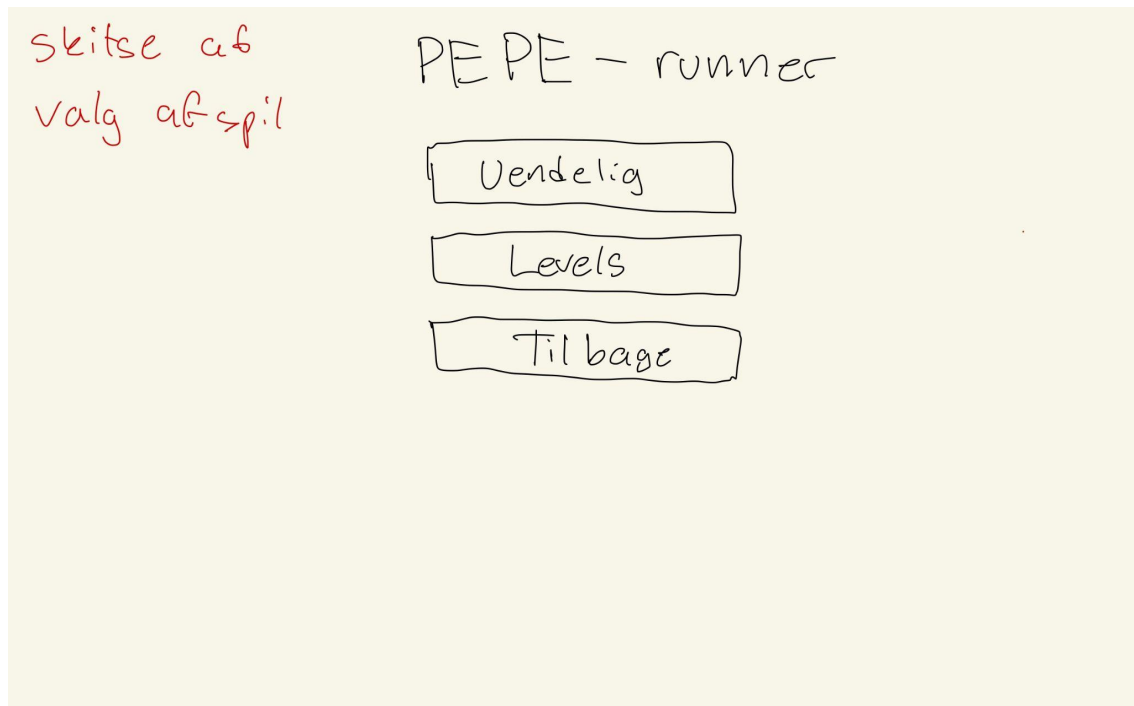 skitse af
valg af spil
PEPE - runner
Uendelig
Levels
Tilbage